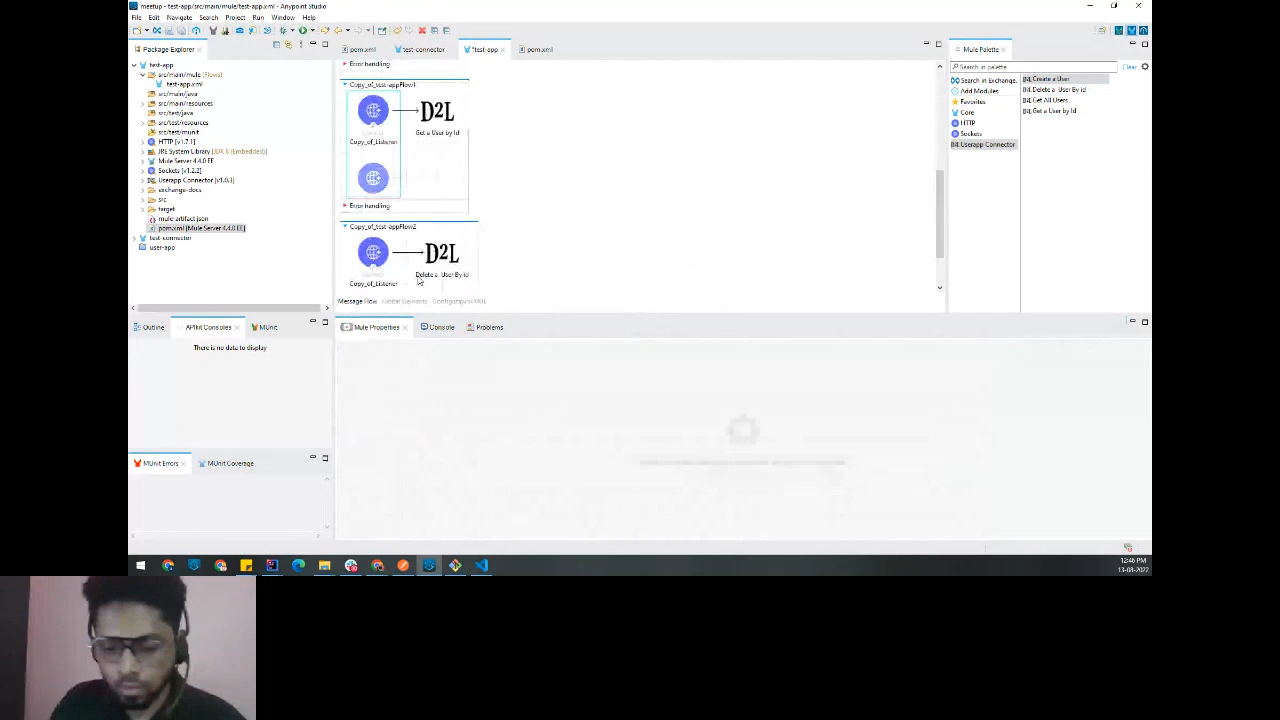 meetup - test-app/src/main/mule/test-app.xml - Anypoint Studio
File Edit Navigate Search Project Run Window Help
Package Explorer
test-app
src/main/mule (Flows)
test-app.xml
src/main/java
src/main/resources
src/test/java
src/test/resources
src/test/munit
HTTP [v1.7.1]
JRE System Library [JDK 8 (Embedded)]
Mule Server 4.4.0 EE
Sockets [v1.2.2]
Userapp Connector [v1.0.3]
exchange-docs
src
target
mule-artifact.json
pom.xml [Mule Server 4.4.0 EE]
test-connector
user-app
pom.xml
test-connector
*test-app
pom.xml
Error handling
Copy_of_test-appFlow1
D2L
Listener
Get a User by Id
Copy_of_Listener
Error handling
Copy_of_test-appFlow2
D2L
Listener
Delete a User By id
Copy_of_Listener
Message Flow Global Elements Configuration XML
Mule Palette
Search in palette
Clear
Search in Exchange..
Add Modules
Favorites
Core
HTTP
Sockets
Userapp Connector
Create a User
Delete a User By id
Get All Users
Get a User by Id
Outline
APIkit Consoles
MUnit
There is no data to display
Mule Properties
Console
Problems
MUnit Errors
MUnit Coverage
12:46 PM
13-08-2022